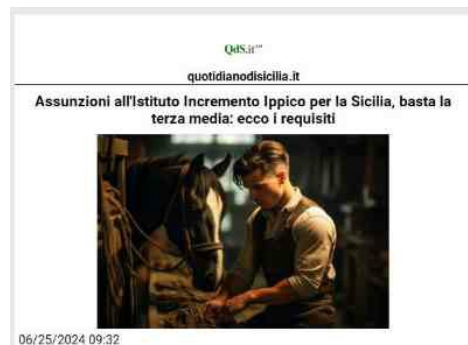 QdS.it
quotidianodisicilia.it
Assunzioni all'Istituto Incremento Ippico per la Sicilia, basta la
terza media: ecco i requisiti
06/25/2024 09:32